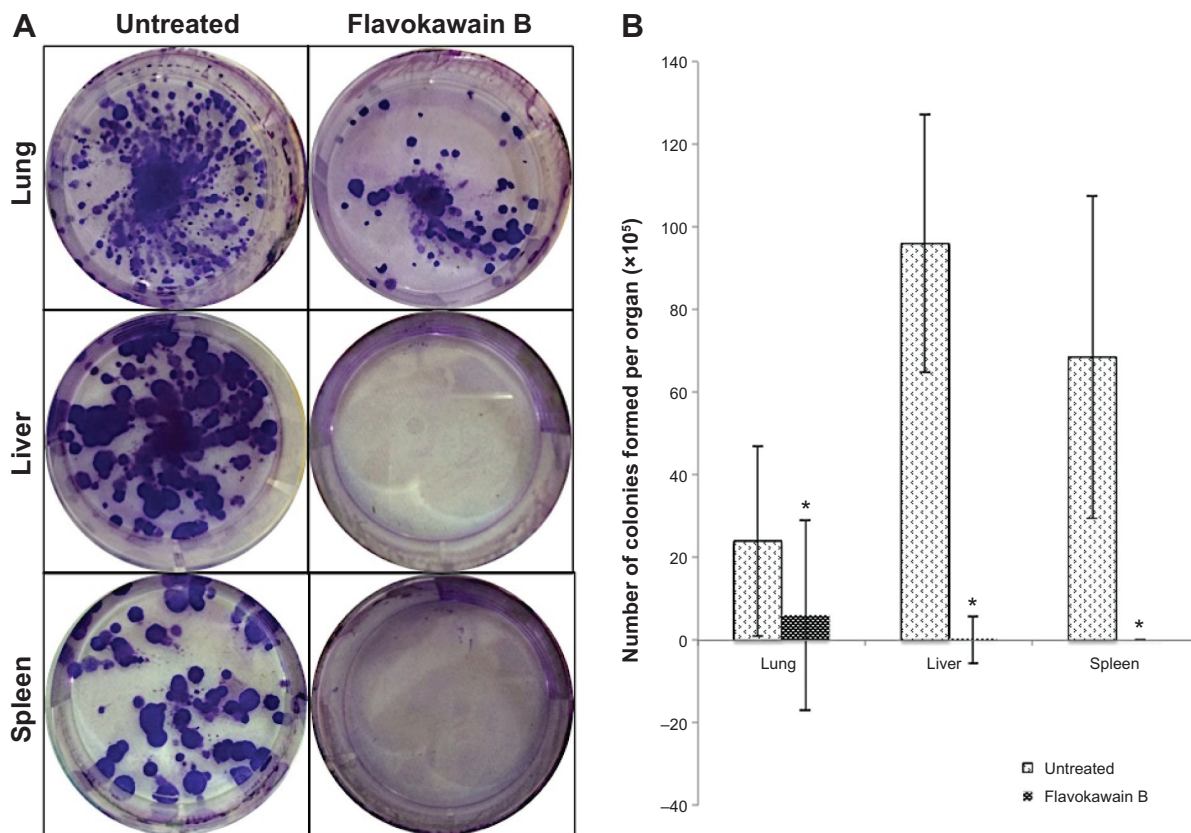 A
Untreated
Flavokawain B
Lung
Liver
Spleen
B
Number of colonies formed per organ (×10⁵)
140
120
100
80
60
40
20
0
–20
–40
*
*
*
Lung
Liver
Spleen
Untreated
Flavokawain B